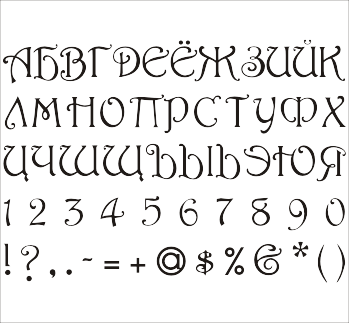 АБВГДЕЁЖЗИЙК
ЛМНОПРСТУФХ
ЦЧШЩЪЫЬЭЮЯ
1 2 3 4 5 6 7 8 9 0
! ? , . ~ = + @ $ % & * ( )